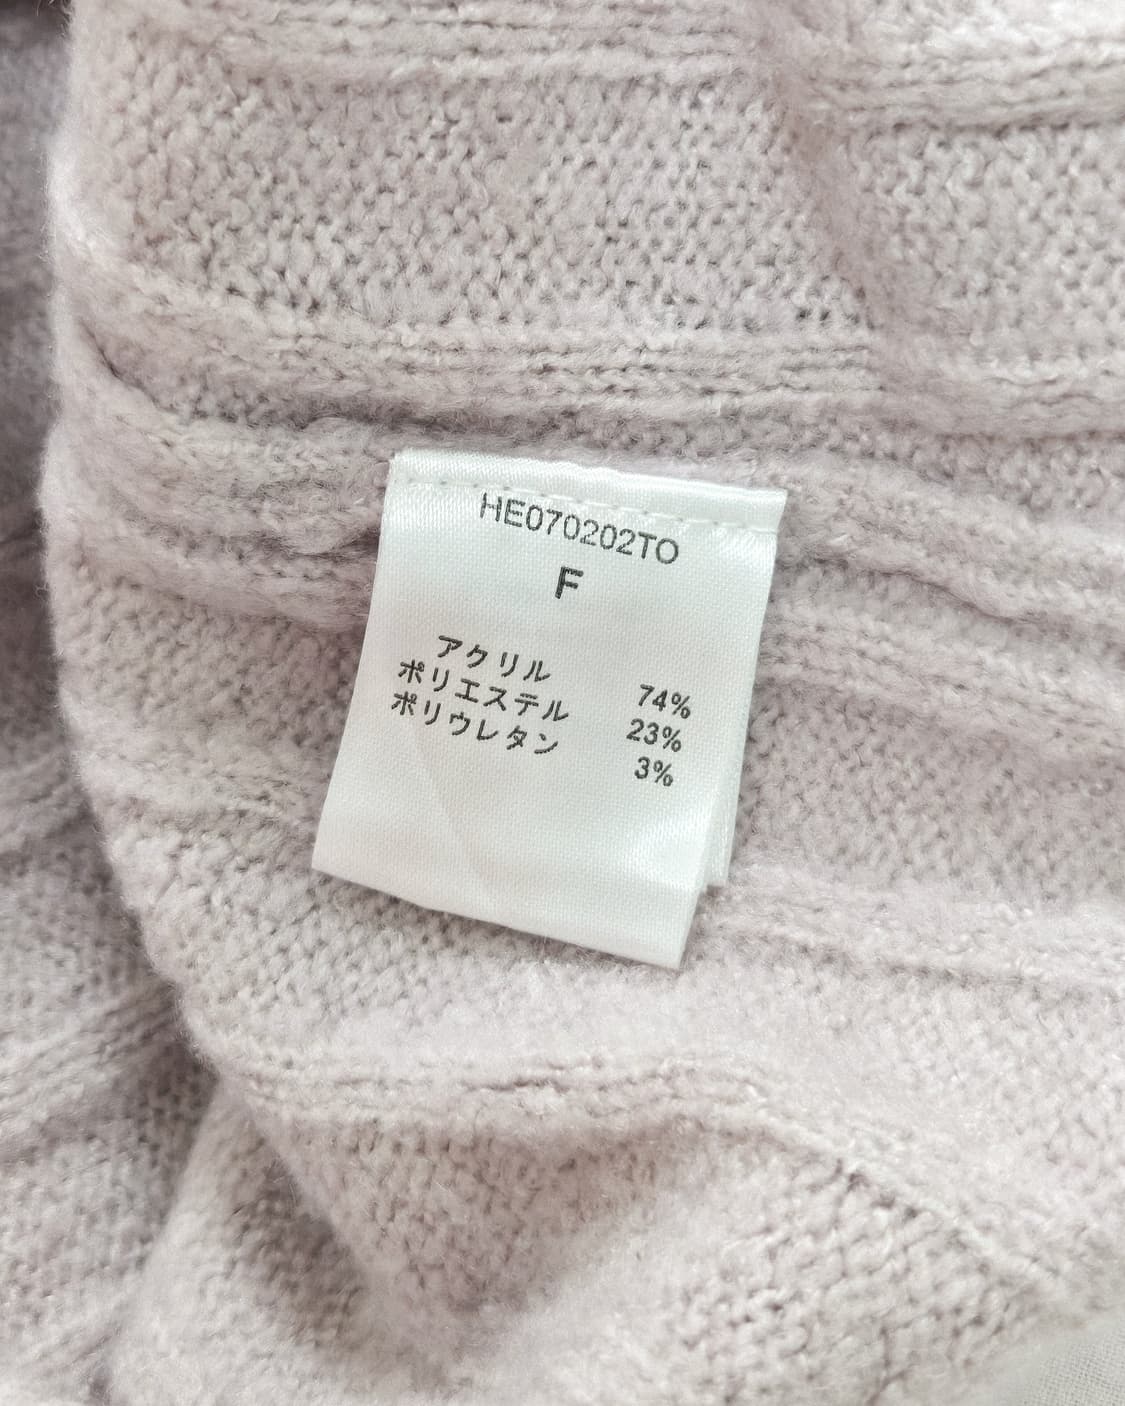 HE070202TO
F
アクリル 74%
ポリエステル 23%
ポリウレタン 3%